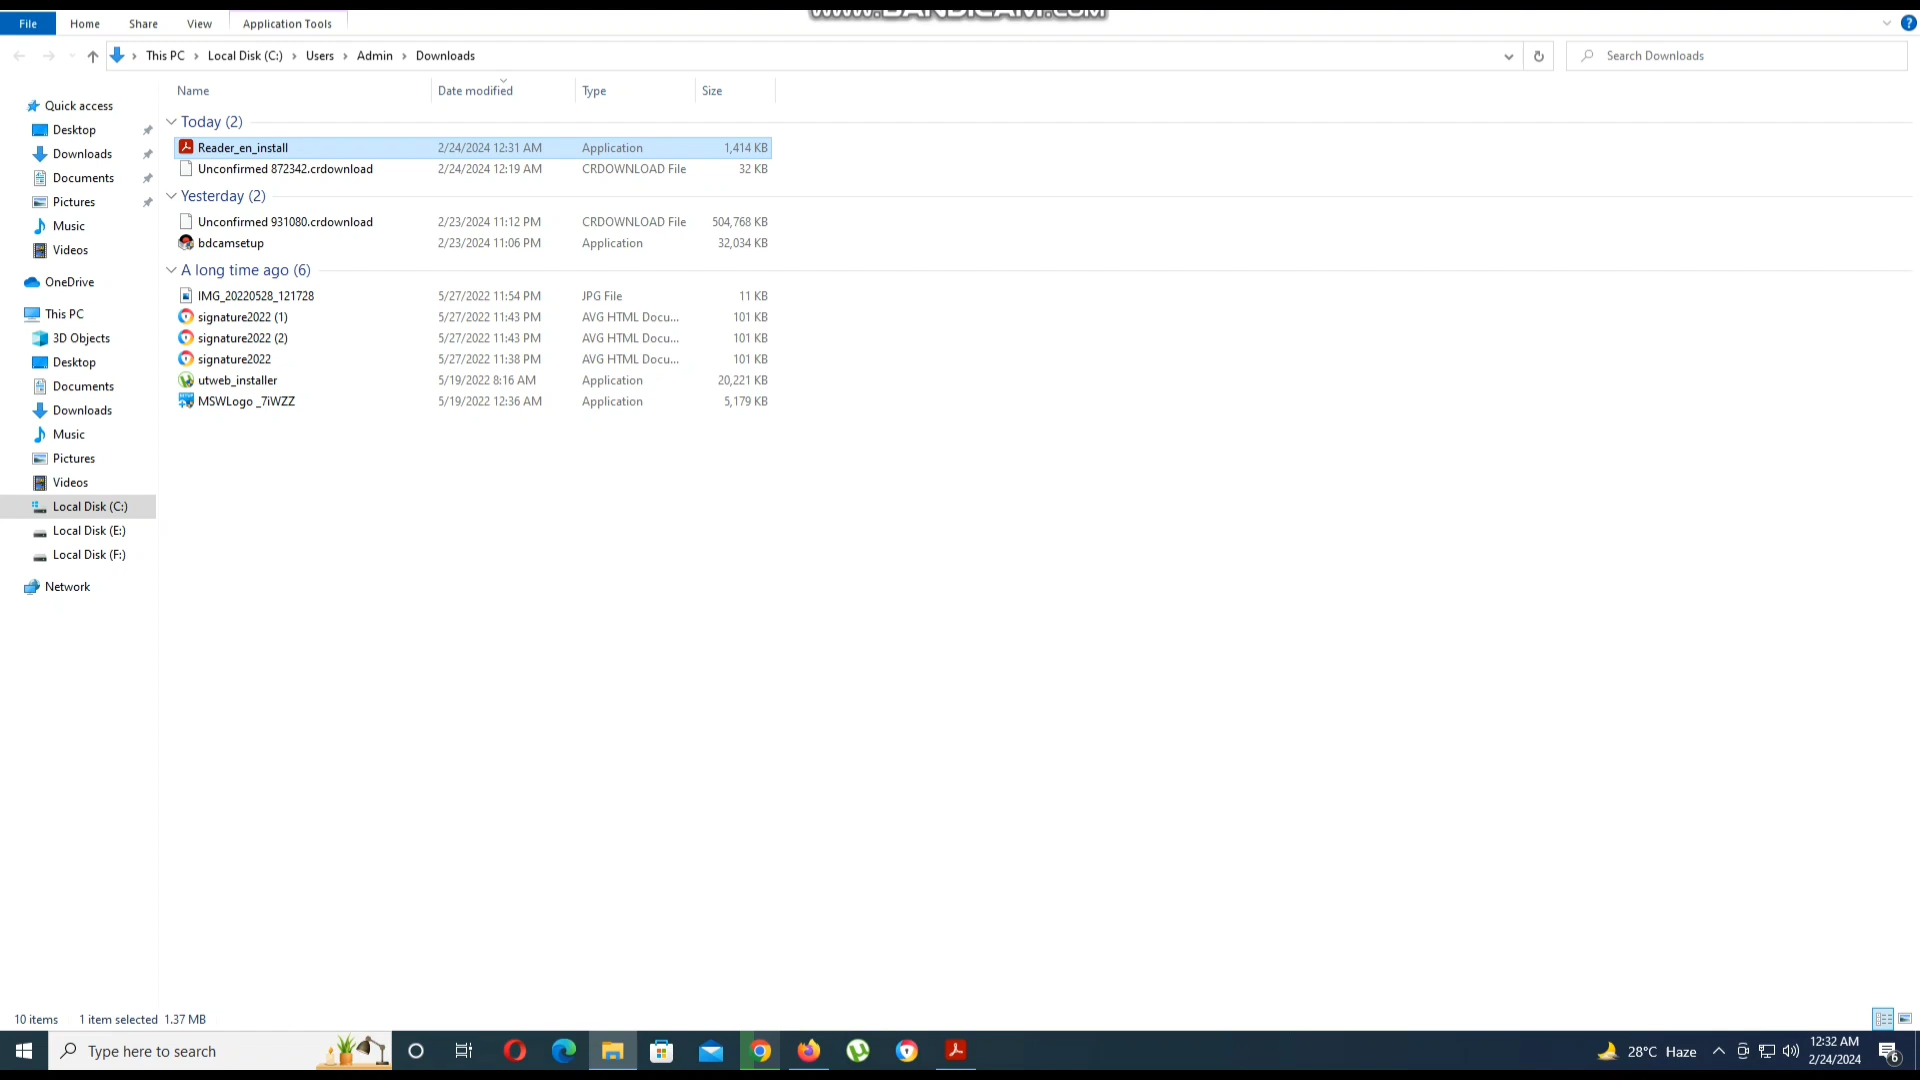 www.BANDICAM.com
File Home Share View Application Tools
This PC Local Disk (C:) Users Admin Downloads Search Downloads
Name Date modified Type Size
Quick access
Desktop
Downloads
Documents
Pictures
Music
Videos
OneDrive
This PC
3D Objects
Desktop
Documents
Downloads
Music
Pictures
Videos
Local Disk (C:)
Local Disk (E:)
Local Disk (F:)
Network
Today (2)
Reader_en_install 2/24/2024 12:31 AM Application 1,414 KB
Unconfirmed 872342.crdownload 2/24/2024 12:19 AM CRDOWNLOAD File 32 KB
Yesterday (2)
Unconfirmed 931080.crdownload 2/23/2024 11:12 PM CRDOWNLOAD File 504,768 KB
bdcamsetup 2/23/2024 11:06 PM Application 32,034 KB
A long time ago (6)
IMG_20220528_121728 5/27/2022 11:54 PM JPG File 11 KB
signature2022 (1) 5/27/2022 11:43 PM AVG HTML Docu... 101 KB
signature2022 (2) 5/27/2022 11:43 PM AVG HTML Docu... 101 KB
signature2022 5/27/2022 11:38 PM AVG HTML Docu... 101 KB
utweb_installer 5/19/2022 8:16 AM Application 20,221 KB
MSWLogo _7iWZZ 5/19/2022 12:36 AM Application 5,179 KB
10 items 1 item selected 1.37 MB
Type here to search 28°C Haze 12:32 AM
2/24/2024 6